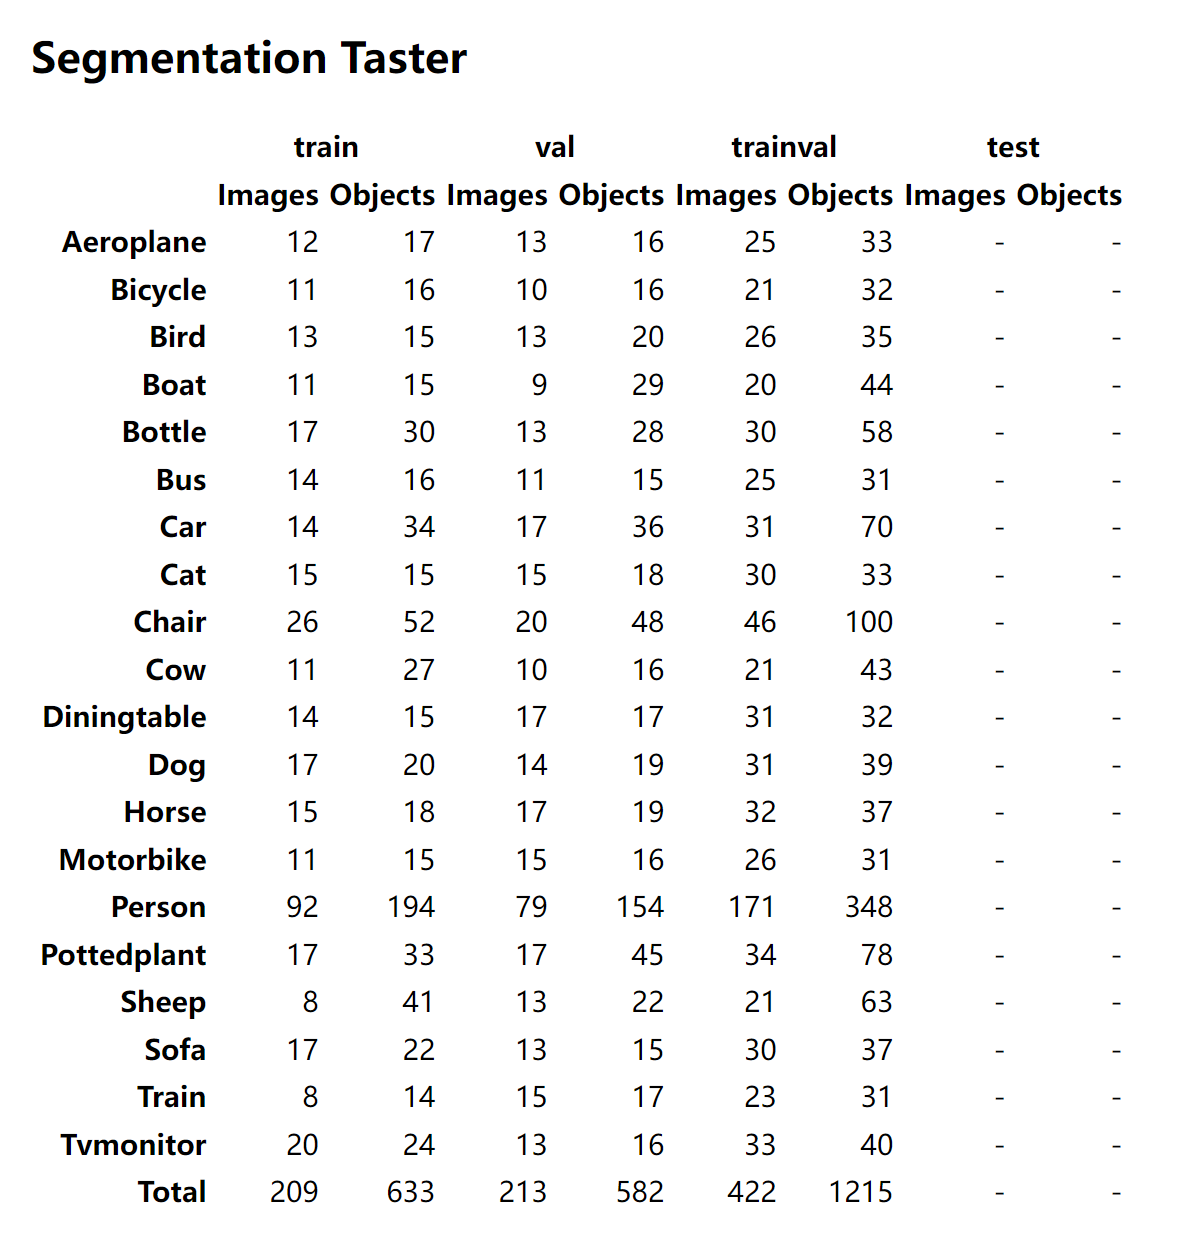 Segmentation Taster
train val trainval test
Images Objects Images Objects Images Objects Images Objects
Aeroplane 12 17 13 16 25 33 - -
Bicycle 11 16 10 16 21 32 - -
Bird 13 15 13 20 26 35 - -
Boat 11 15 9 29 20 44 - -
Bottle 17 30 13 28 30 58 - -
Bus 14 16 11 15 25 31 - -
Car 14 34 17 36 31 70 - -
Cat 15 15 15 18 30 33 - -
Chair 26 52 20 48 46 100 - -
Cow 11 27 10 16 21 43 - -
Diningtable 14 15 17 17 31 32 - -
Dog 17 20 14 19 31 39 - -
Horse 15 18 17 19 32 37 - -
Motorbike 11 15 15 16 26 31 - -
Person 92 194 79 154 171 348 - -
Pottedplant 17 33 17 45 34 78 - -
Sheep 8 41 13 22 21 63 - -
Sofa 17 22 13 15 30 37 - -
Train 8 14 15 17 23 31 - -
Tvmonitor 20 24 13 16 33 40 - -
Total 209 633 213 582 422 1215 - -